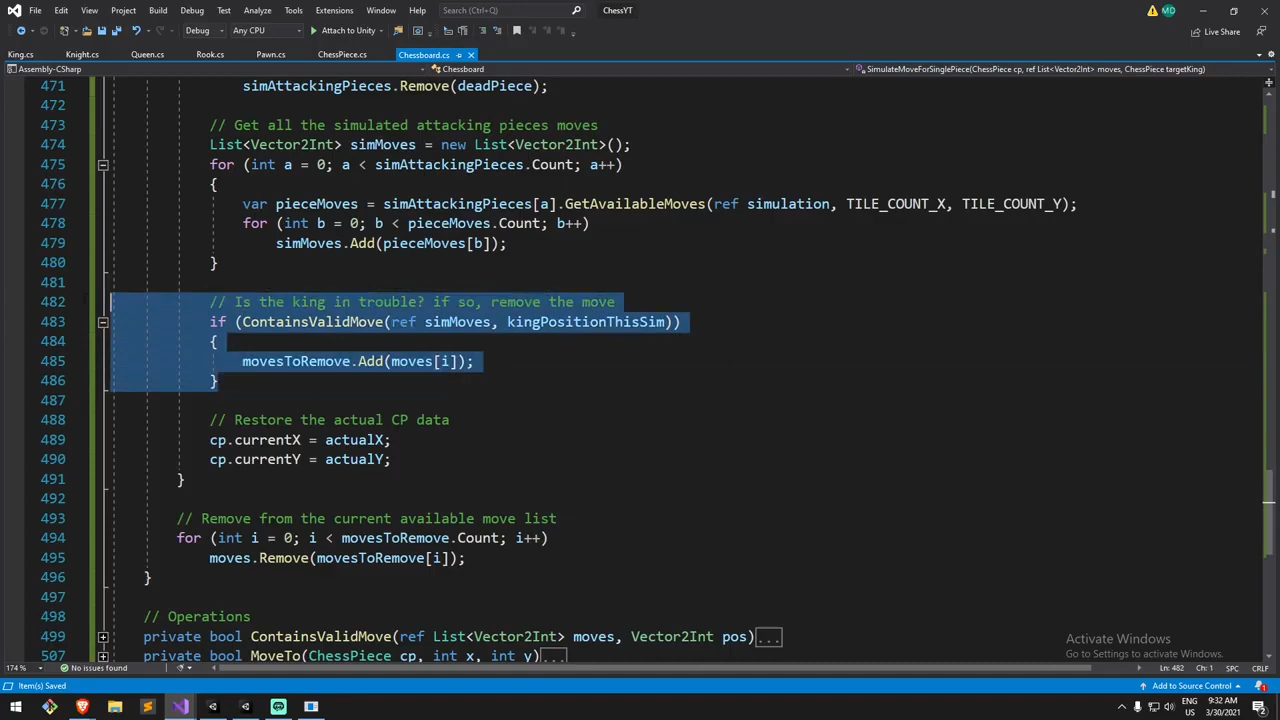 File Edit View Project Build Debug Test Analyze Tools Extensions Window Help Search (Ctrl+Q) ChessYT MD
Debug Any CPU Attach to Unity Live Share
King.cs Knight.cs Queen.cs Rook.cs Pawn.cs ChessPiece.cs Chessboard.cs
Assembly-CSharp Chessboard SimulateMoveForSinglePiece(ChessPiece cp, ref List<Vector2Int> moves, ChessPiece targetKing)
471 simAttackingPieces.Remove(deadPiece);
472
473 // Get all the simulated attacking pieces moves
474 List<Vector2Int> simMoves = new List<Vector2Int>();
475 for (int a = 0; a < simAttackingPieces.Count; a++)
476 {
477 var pieceMoves = simAttackingPieces[a].GetAvailableMoves(ref simulation, TILE_COUNT_X, TILE_COUNT_Y);
478 for (int b = 0; b < pieceMoves.Count; b++)
479 simMoves.Add(pieceMoves[b]);
480 }
481
482 // Is the king in trouble? if so, remove the move
483 if (ContainsValidMove(ref simMoves, kingPositionThisSim))
484 {
485 movesToRemove.Add(moves[i]);
486 }
487
488 // Restore the actual CP data
489 cp.currentX = actualX;
490 cp.currentY = actualY;
491 }
492
493 // Remove from the current available move list
494 for (int i = 0; i < movesToRemove.Count; i++)
495 moves.Remove(movesToRemove[i]);
496 }
497
498 // Operations
499 private bool ContainsValidMove(ref List<Vector2Int> moves, Vector2Int pos)...
507 private bool MoveTo(ChessPiece cp, int x, int y)...
Activate Windows
Go to Settings to activate Windows.
174 % No issues found Ln: 482 Ch: 1 SPC CRLF
Item(s) Saved Add to Source Control 1
ENG 9:32 AM
US 3/30/2021 2